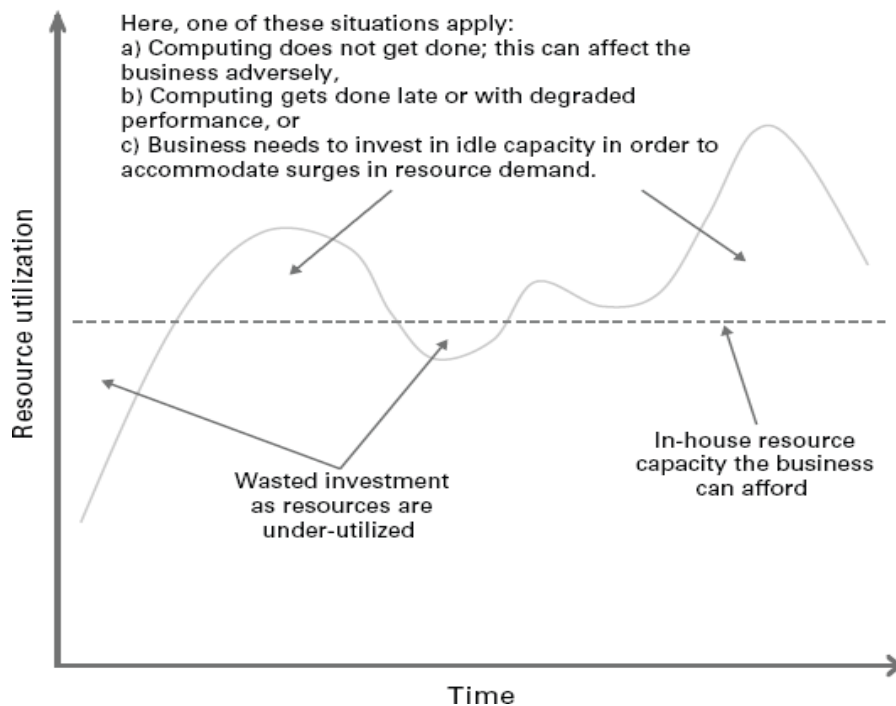 Here, one of these situations apply:
a) Computing does not get done; this can affect the
business adversely,
b) Computing gets done late or with degraded
performance, or
c) Business needs to invest in idle capacity in order to
accommodate surges in resource demand.
Resource utilization
In-house resource
capacity the business
can afford
Wasted investment
as resources are
under-utilized
Time